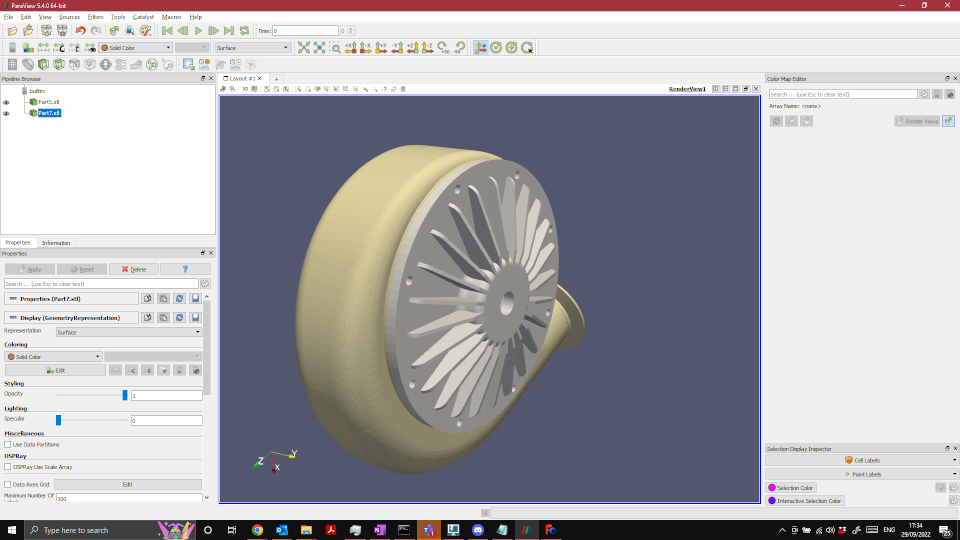 ParaView 5.4.0 64-bit
File Edit View Sources Filters Tools Catalyst Macros Help
Time: 0 0
Solid Color Surface
Pipeline Browser Layout #1 Color Map Editor
3D RenderView1 Search ... (use Esc to clear text)
builtin:
Part5.stl Array Name: <none>
Part7.stl
Render Views
Properties Information
Properties
Apply Reset Delete ?
Search ... (use Esc to clear text)
Properties (Part7.stl)
Display (GeometryRepresentation)
Representation Surface
Coloring
Solid Color
Edit
Styling
Opacity 1
Lighting
Specular 0
Miscellaneous
Use Data Partitions
OSPRay
OSPRay Use Scale Array
Data Axes Grid Edit
Maximum Number Of 100
Z Y
X
Selection Display Inspector
Cell Labels
Point Labels
Selection Color
Interactive Selection Color
Type here to search
ENG
17:34
29/09/2022
25